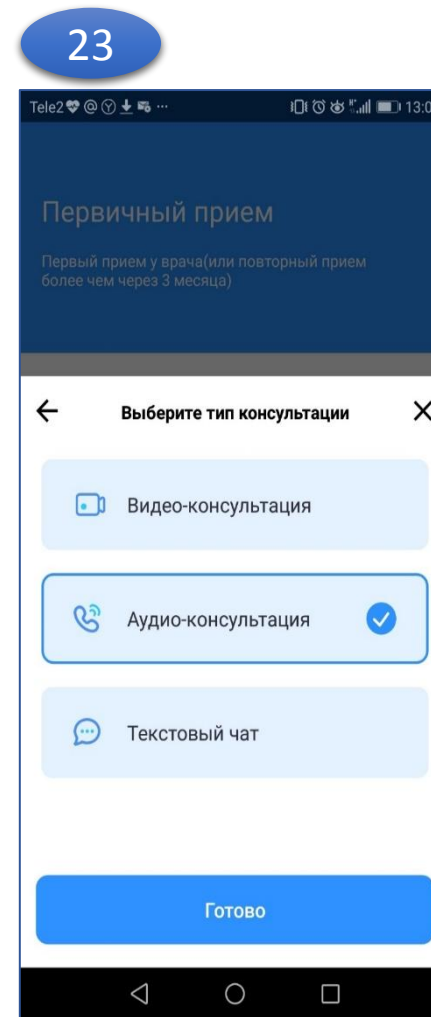 23
Tele2 13:0
Первичный прием
Первый прием у врача(или повторный прием
более чем через 3 месяца)
Выберите тип консультации
Видео-консультация
Аудио-консультация
Текстовый чат
Готово